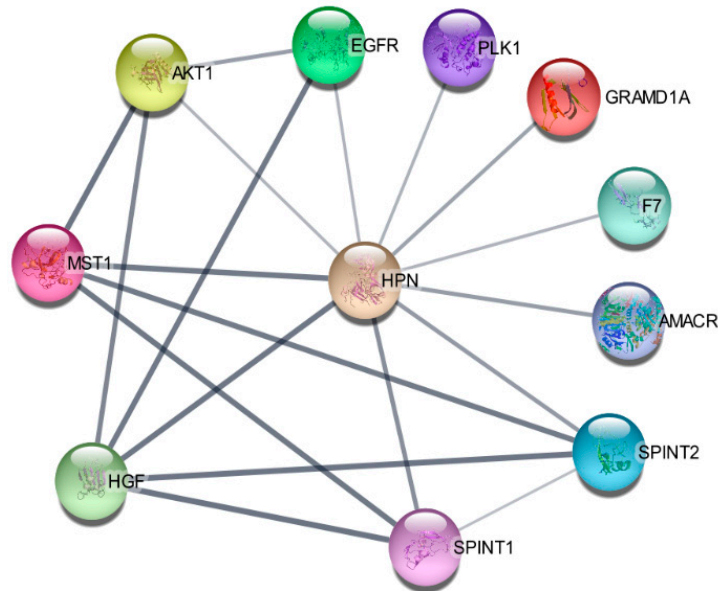 EGFR
PLK1
AKT1
GRAMD1A
F7
MST1
HPN
AMACR
SPINT2
HGF
SPINT1